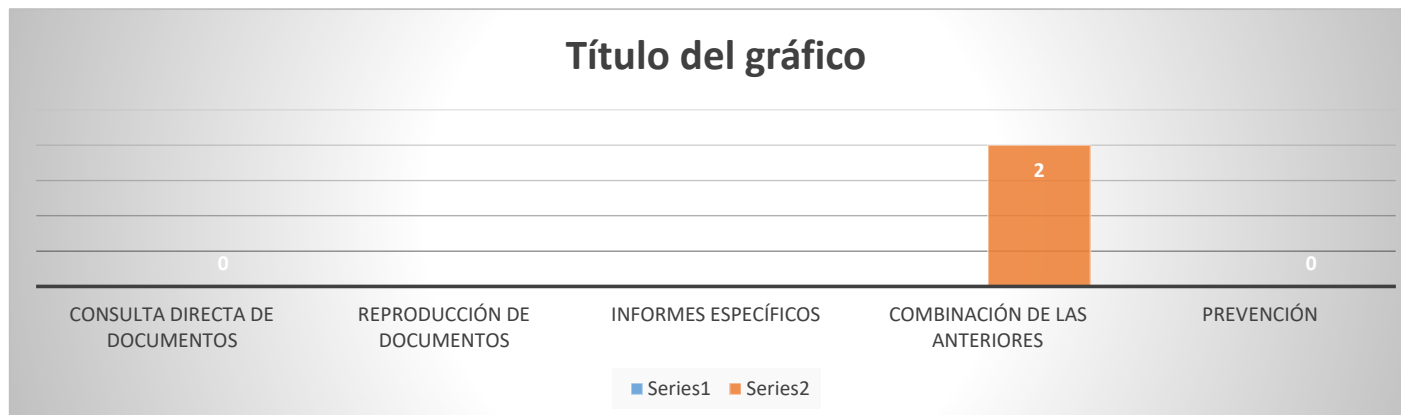 Título del gráfico
2
0
0
CONSULTA DIRECTA DE
DOCUMENTOS
REPRODUCCIÓN DE
DOCUMENTOS
INFORMES ESPECÍFICOS
COMBINACIÓN DE LAS
ANTERIORES
PREVENCIÓN
Series1
Series2